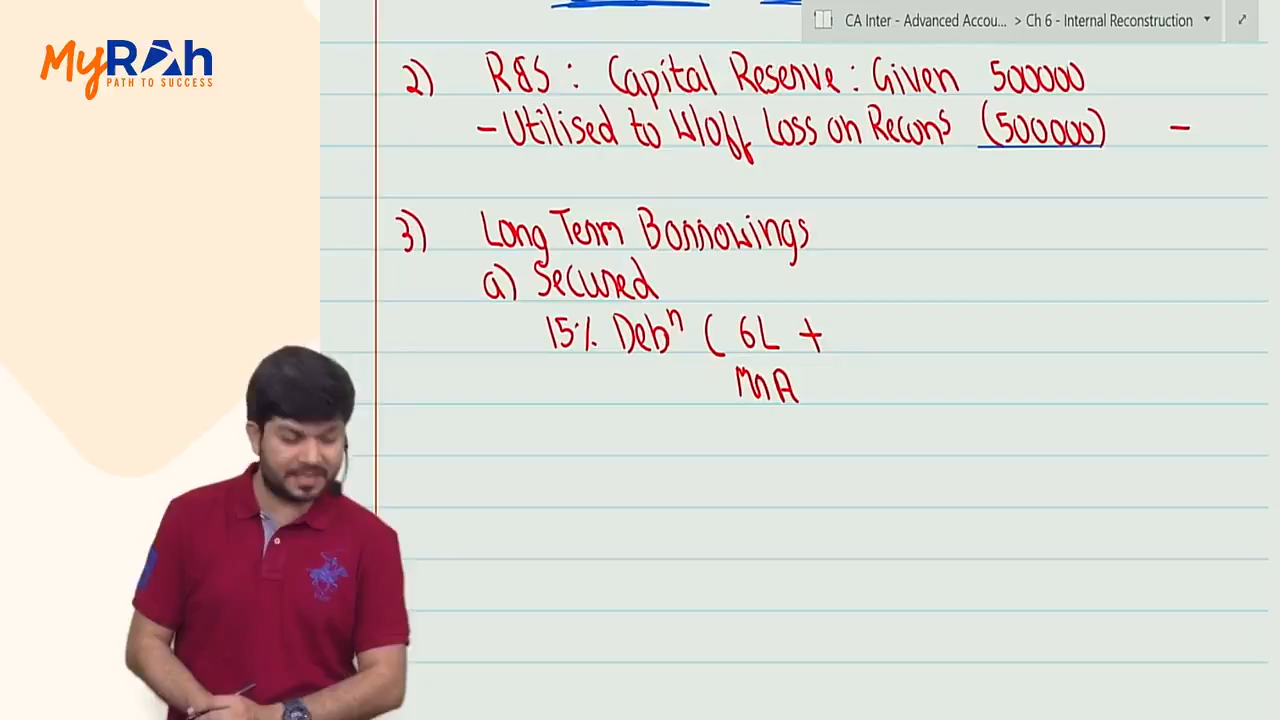 MyRAh
PATH TO SUCCESS
CA Inter - Advanced Accou... > Ch 6 - Internal Reconstruction
2) R&S : Capital Reserve : Given 500000
- Utilised to W/off Loss on Recons (500000) -
3) Long Term Borrowings
a) Secured
15% Debⁿ ( 6L +
Mr A